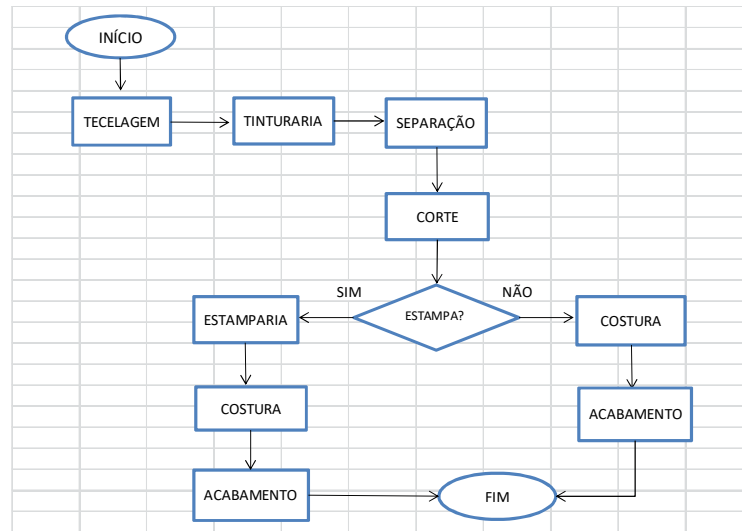 INÍCIO
TECELAGEM
TINTURARIA
SEPARAÇÃO
CORTE
SIM
NÃO
ESTAMPARIA
ESTAMPA?
COSTURA
COSTURA
ACABAMENTO
ACABAMENTO
FIM